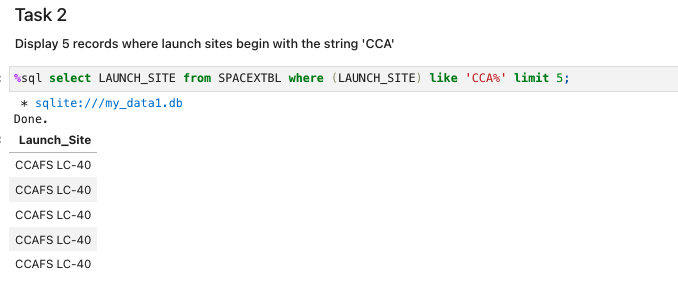 Task 2
Display 5 records where launch sites begin with the string 'CCA'
%sql select LAUNCH_SITE from SPACEXTBL where (LAUNCH_SITE) like 'CCA%' limit 5;
* sqlite:///my_data1.db
Done.
Launch_Site
CCAFS LC-40
CCAFS LC-40
CCAFS LC-40
CCAFS LC-40
CCAFS LC-40